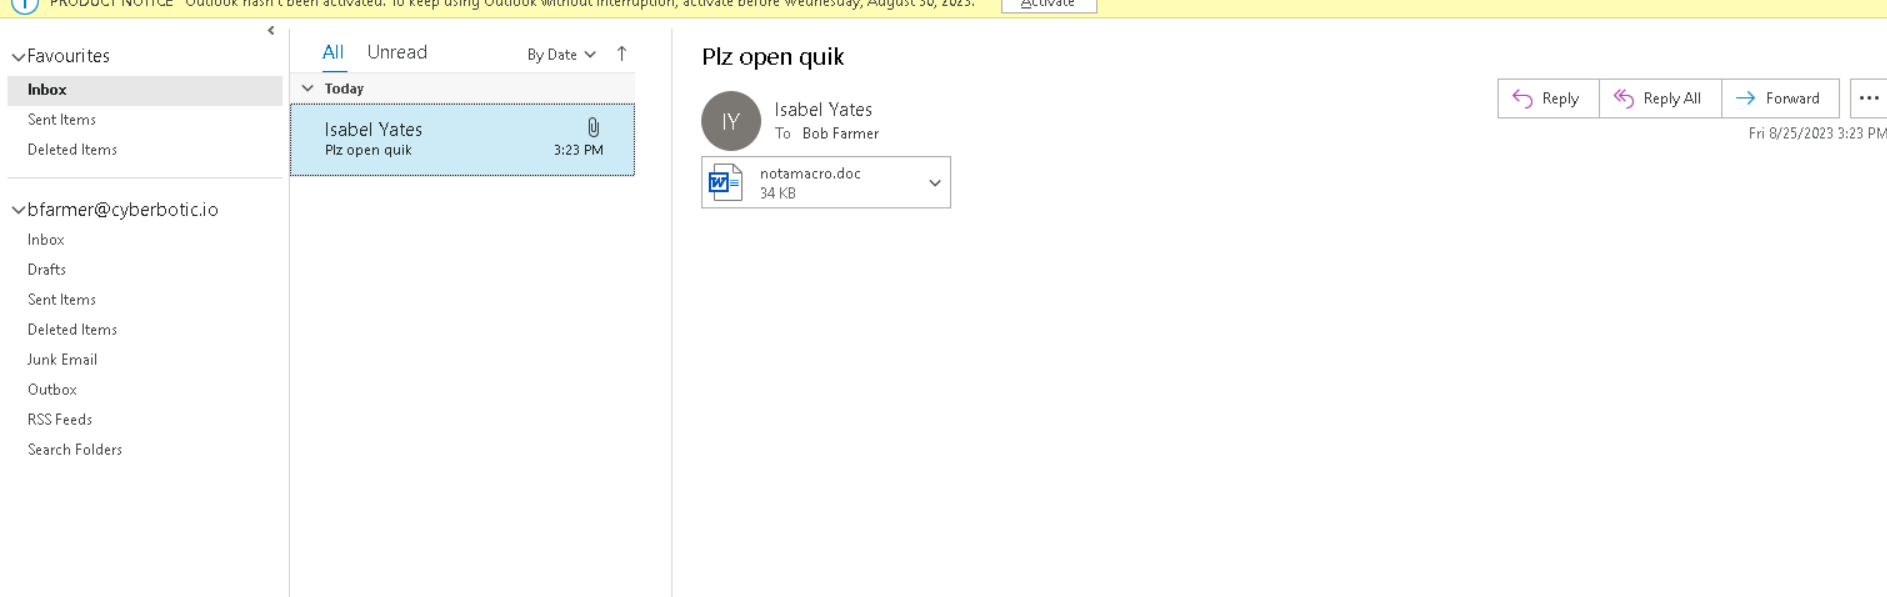 PRODUCT NOTICE Outlook hasn't been activated. To keep using Outlook without interruption, activate before Wednesday, August 30, 2023. Activate
Favourites
Inbox
Sent Items
Deleted Items
bfarmer@cyberbotic.io
Inbox
Drafts
Sent Items
Deleted Items
Junk Email
Outbox
RSS Feeds
Search Folders
All Unread By Date
Today
Isabel Yates
Plz open quik 3:23 PM
Plz open quik
IY
Isabel Yates
To Bob Farmer
Reply Reply All Forward
Fri 8/25/2023 3:23 PM
notamacro.doc
34 KB